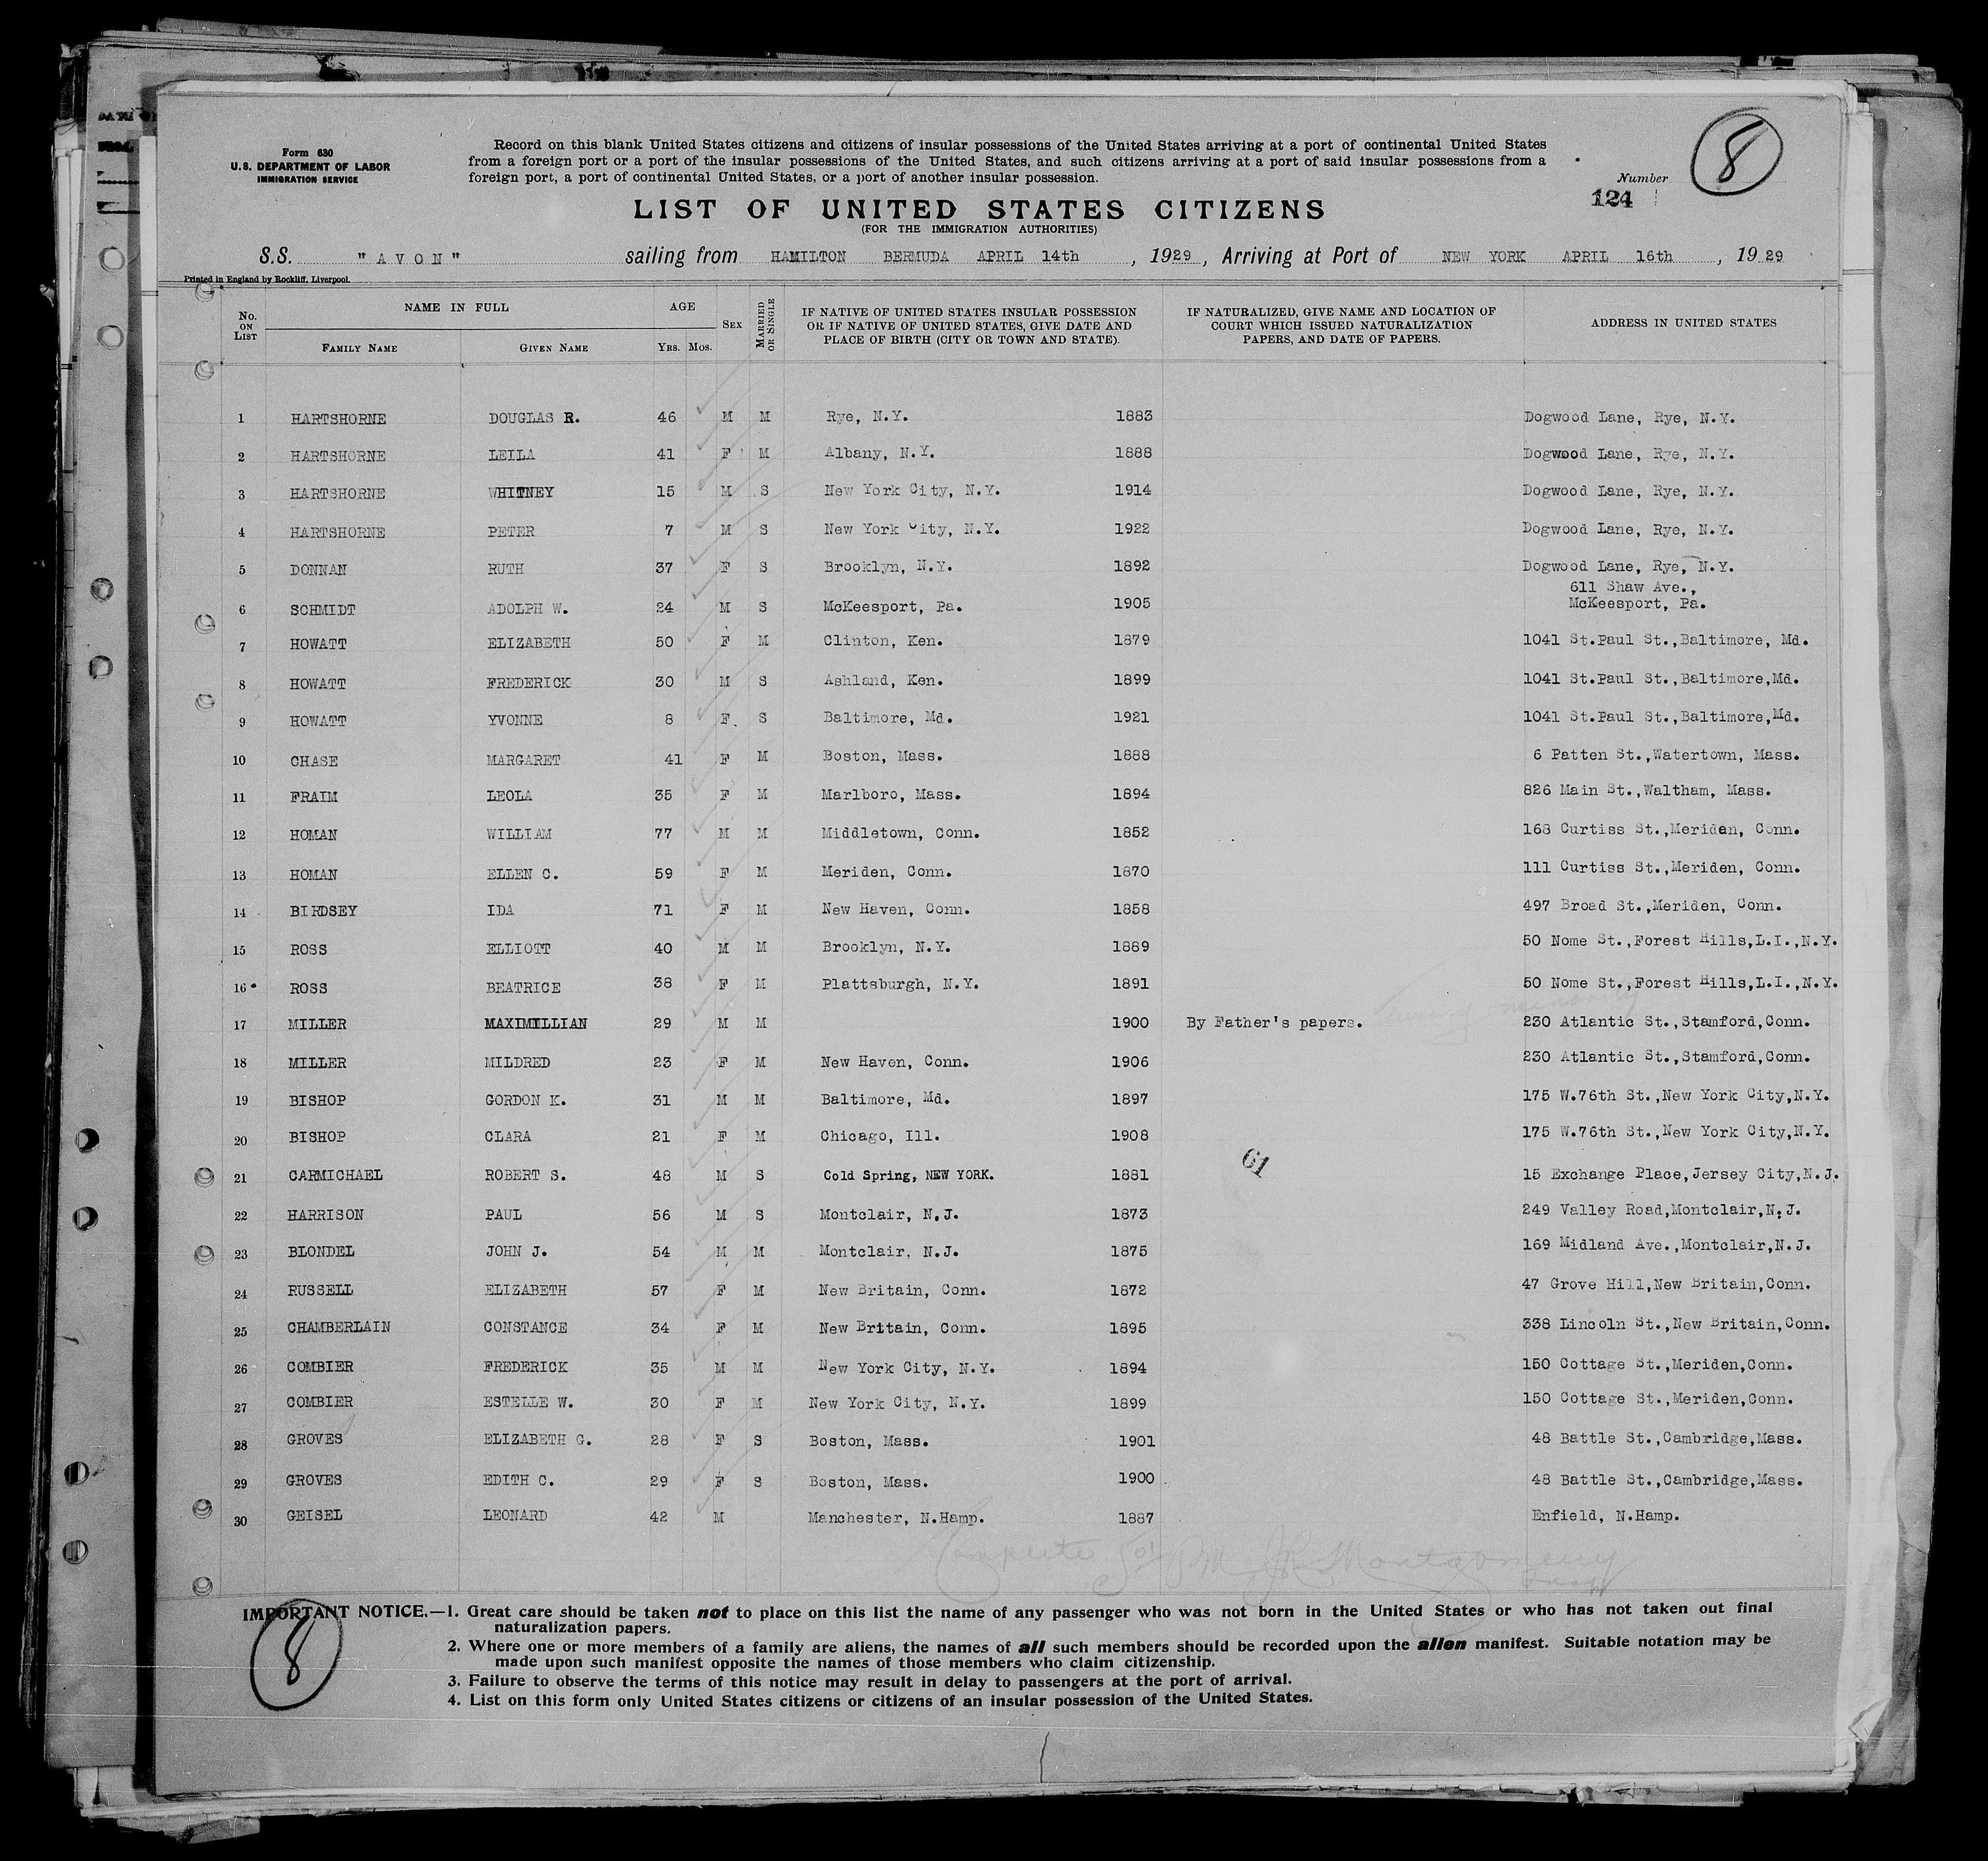 8
Form 630
U.S. DEPARTMENT OF LABOR
IMMIGRATION SERVICE
Record on this blank United States citizens and citizens of insular possessions of the United States arriving at a port of continental United States
from a foreign port or a port of the insular possessions of the United States, and such citizens arriving at a port of said insular possessions from a
foreign port, a port of continental United States, or a port of another insular possession.
Number
124
LIST OF UNITED STATES CITIZENS
(FOR THE IMMIGRATION AUTHORITIES)
S.S. "AVON" sailing from HAMILTON BERMUDA APRIL 14th, 1929, Arriving at Port of NEW YORK APRIL 16th, 1929
Printed in England by Rockliff, Liverpool.
No. ON LIST NAME IN FULL FAMILY NAME GIVEN NAME AGE YRS. MOS. SEX MARRIED OR SINGLE IF NATIVE OF UNITED STATES INSULAR POSSESSION OR IF NATIVE OF UNITED STATES, GIVE DATE AND PLACE OF BIRTH (CITY OR TOWN AND STATE). IF NATURALIZED, GIVE NAME AND LOCATION OF COURT WHICH ISSUED NATURALIZATION PAPERS, AND DATE OF PAPERS. ADDRESS IN UNITED STATES
1 HARTSHORNE DOUGLAS R. 46 M M Rye, N.Y. 1883 Dogwood Lane, Rye, N.Y.
2 HARTSHORNE LEILA 41 F M Albany, N.Y. 1888 Dogwood Lane, Rye, N.Y.
3 HARTSHORNE WHITNEY 15 M S New York City, N.Y. 1914 Dogwood Lane, Rye, N.Y.
4 HARTSHORNE PETER 7 M S New York City, N.Y. 1922 Dogwood Lane, Rye, N.Y.
5 DONNAN RUTH 37 F S Brooklyn, N.Y. 1892 Dogwood Lane, Rye, N.Y.
6 SCHMIDT ADOLPH W. 24 M S McKeesport, Pa. 1905 611 Shaw Ave., McKeesport, Pa.
7 HOWATT ELIZABETH 50 F M Clinton, Ken. 1879 1041 St.Paul St.,Baltimore, Md.
8 HOWATT FREDERICK 30 M S Ashland, Ken. 1899 1041 St.Paul St.,Baltimore,Md.
9 HOWATT YVONNE 8 F. S Baltimore, Md. 1921 1041 St.Paul St.,Baltimore,Md.
10 CHASE MARGARET 41 F M Boston, Mass. 1888 6 Patten St.,Watertown, Mass.
11 FRAIM LEOLA 35 F M Marlboro, Mass. 1894 826 Main St.,Waltham, Mass.
12 HOMAN WILLIAM 77 M M Middletown, Conn. 1852 168 Curtiss St.,Meriden, Conn.
13 HOMAN ELLEN C. 59 F M Meriden, Conn. 1870 111 Curtiss St.,Meriden, Conn.
14 BIRDSEY IDA 71 F M New Haven, Conn. 1858 497 Broad St.,Meriden, Conn.
15 ROSS ELLIOTT 40 M M Brooklyn, N.Y. 1889 50 Nome St.,Forest Hills,L.I.,N.Y.
16 ROSS BEATRICE 38 F M Plattsburgh, N.Y. 1891 50 Nome St.,Forest Hills,L.I.,N.Y.
17 MILLER MAXIMILLIAN 29 M M 1900 By Father's papers. 230 Atlantic St.,Stamford,Conn.
18 MILLER MILDRED 23 F M New Haven, Conn. 1906 230 Atlantic St.,Stamford,Conn.
19 BISHOP GORDON K. 31 M M Baltimore, Md. 1897 175 W.76th St.,New York City,N.Y.
20 BISHOP CLARA 21 F M Chicago, Ill. 1908 175 W.76th St.,New York City,N.Y.
61
21 CARMICHAEL ROBERT S. 48 M S Cold Spring, NEW YORK. 1881 15 Exchange Place,Jersey City,N.J.
22 HARRISON PAUL 56 M S Montclair, N.J. 1873 249 Valley Road,Montclair,N.J.
23 BLONDEL JOHN J. 54 M M Montclair, N.J. 1875 169 Midland Ave.,Montclair,N.J.
24 RUSSELL ELIZABETH 57 F M New Britain, Conn. 1872 47 Grove Hill,New Britain,Conn.
25 CHAMBERLAIN CONSTANCE 34 F M New Britain, Conn. 1895 338 Lincoln St.,New Britain,Conn.
26 COMBIER FREDERICK 35 M M New York City, N.Y. 1894 150 Cottage St.,Meriden,Conn.
27 COMBIER ESTELLE W. 30 F M New York City, N.Y. 1899 150 Cottage St.,Meriden,Conn.
28 GROVES ELIZABETH G. 28 F S Boston, Mass. 1901 48 Battle St.,Cambridge,Mass.
29 GROVES EDITH C. 29 F S Boston, Mass. 1900 48 Battle St.,Cambridge,Mass.
30 GEISEL LEONARD 42 M Manchester, N.Hamp. 1887 Enfield, N.Hamp.
Complete Montgomery
IMPORTANT NOTICE.—1. Great care should be taken not to place on this list the name of any passenger who was not born in the United States or who has not taken out final
naturalization papers.
2. Where one or more members of a family are aliens, the names of all such members should be recorded upon the alien manifest. Suitable notation may be
made upon such manifest opposite the names of those members who claim citizenship.
3. Failure to observe the terms of this notice may result in delay to passengers at the port of arrival.
4. List on this form only United States citizens or citizens of an insular possession of the United States.
8